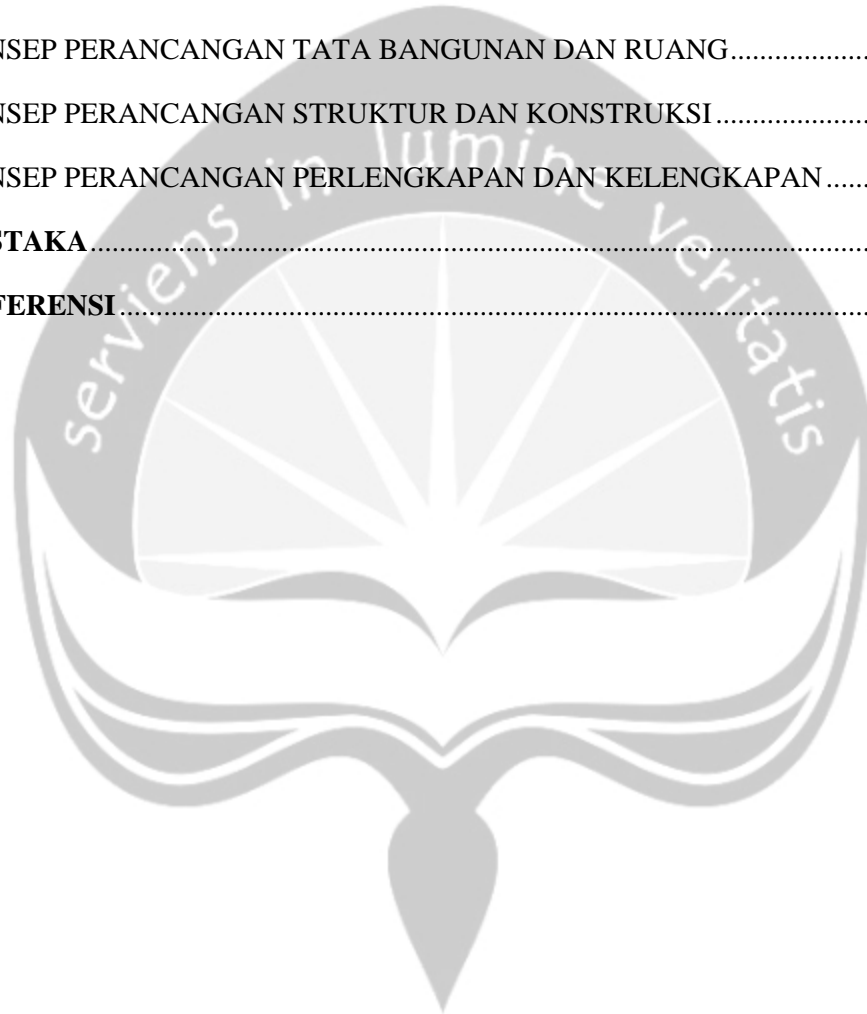 NSEP PERANCANGAN TATA BANGUNAN DAN RUANG..................
NSEP PERANCANGAN STRUKTUR DAN KONSTRUKSI....................
NSEP PERANCANGAN PERLENGKAPAN DAN KELENGKAPAN.....
STAKA................................................................................................................
FERENSI............................................................................................................
serviens in lumine veritatis